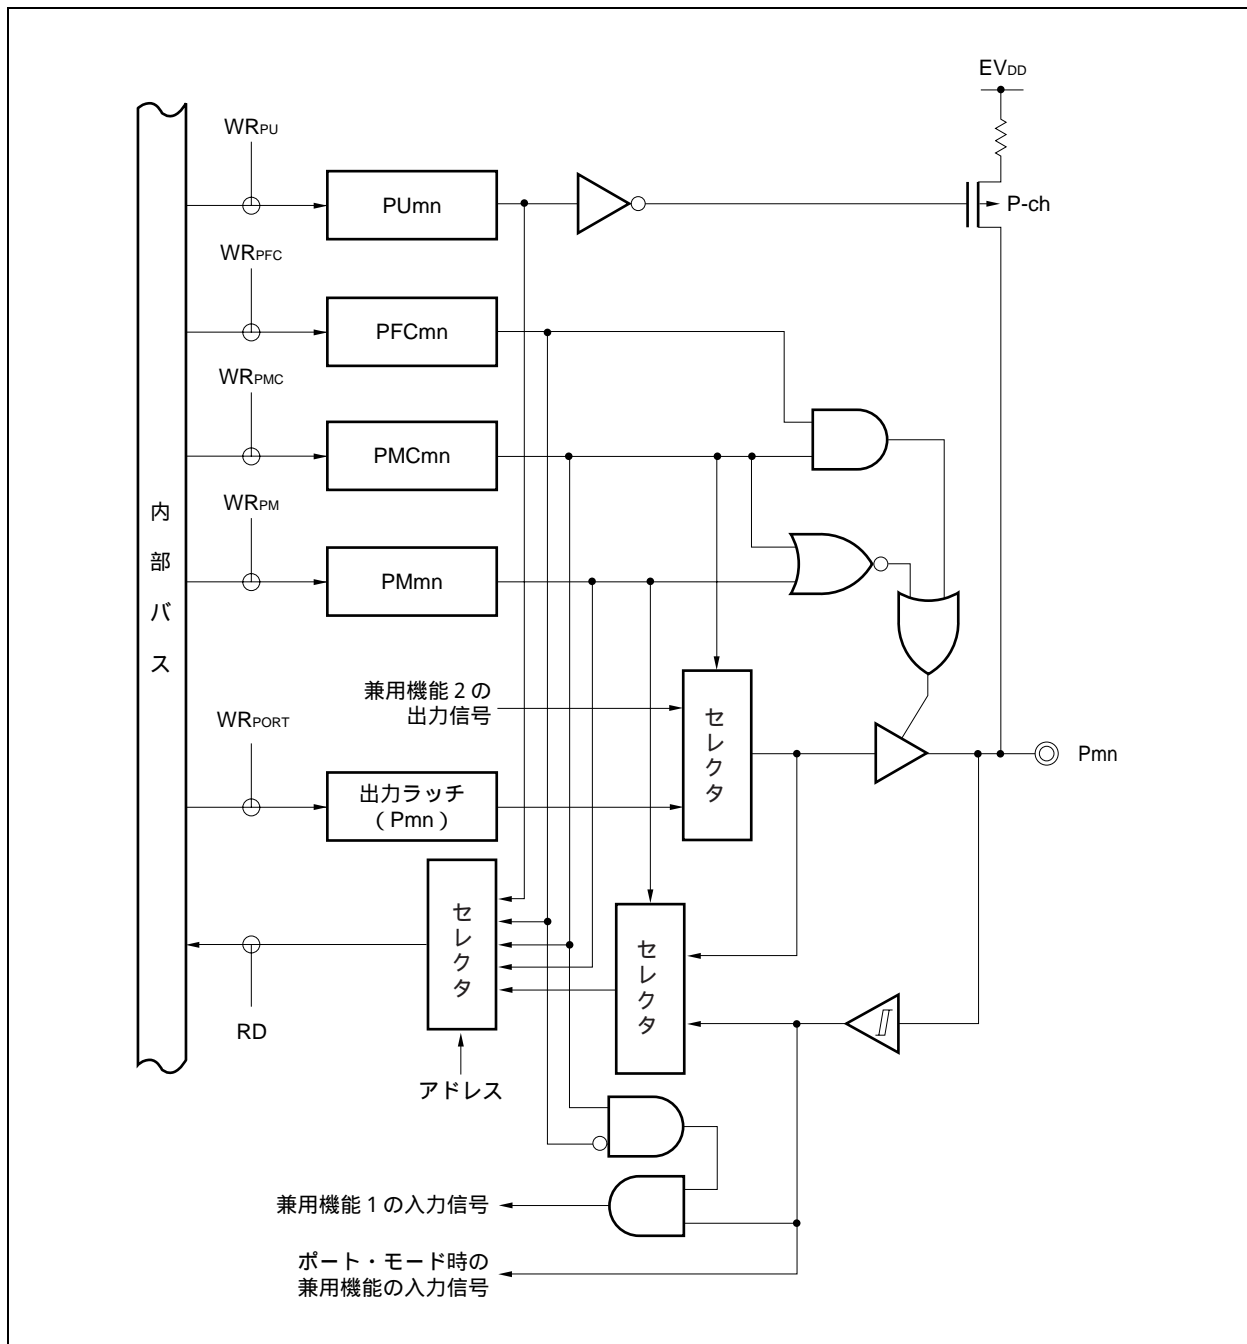 EVDD
WRPU
PUmn
P-ch
WRPFC
PFCmn
WRPMC
PMCmn
WRPM
PMmn
内部バス
兼用機能２の
出力信号
セレクタ
WRPORT
出力ラッチ
（Pmn）
Pmn
セレクタ
セレクタ
RD
アドレス
兼用機能１の入力信号
ポート・モード時の
兼用機能の入力信号